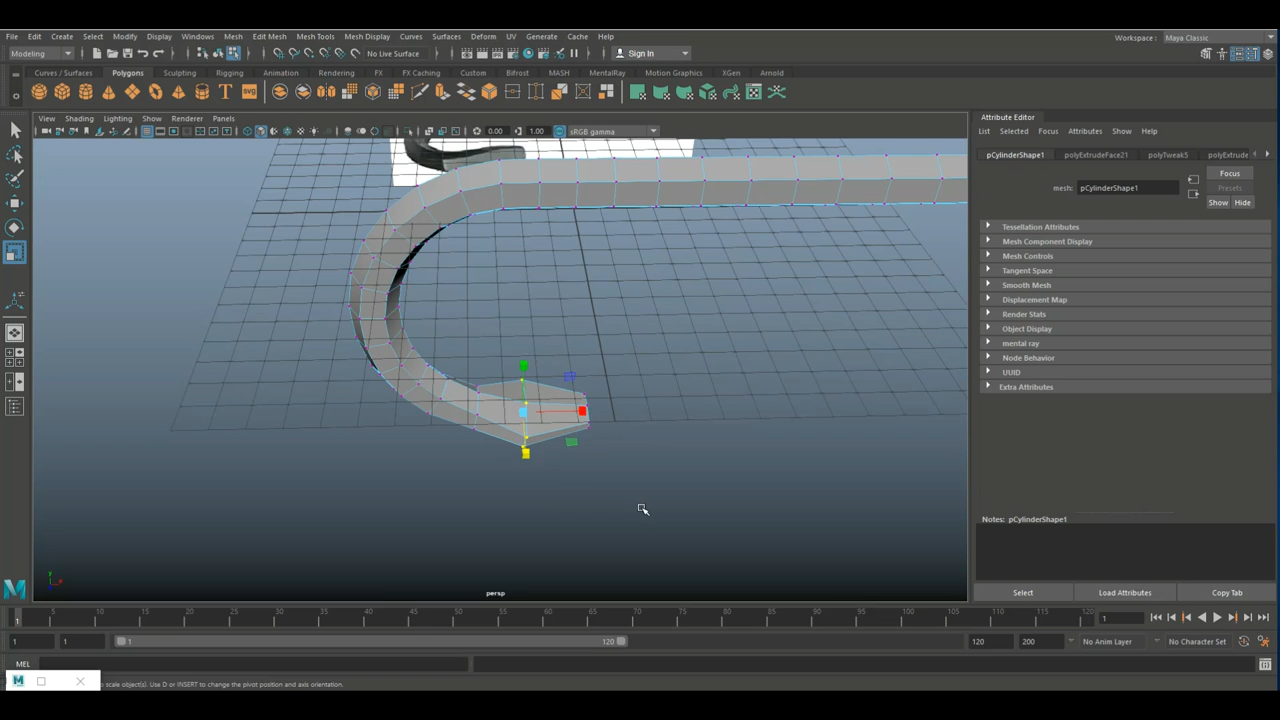 File Edit Create Select Modify Display Windows Mesh Edit Mesh Mesh Tools Mesh Display Curves Surfaces Deform UV Generate Cache Help
Workspace : Maya Classic
Modeling
No Live Surface
Sign In
Curves / Surfaces Polygons Sculpting Rigging Animation Rendering FX FX Caching Custom Bifrost MASH MentalRay Motion Graphics XGen Arnold
View Shading Lighting Show Renderer Panels
0.00
1.00
sRGB gamma
Attribute Editor
List Selected Focus Attributes Show Help
pCylinderShape1 polyExtrudeFace21 polyTweak5 polyExtrude
mesh: pCylinderShape1
Focus
Presets
Show Hide
Tessellation Attributes
Mesh Component Display
Mesh Controls
Tangent Space
Smooth Mesh
Displacement Map
Render Stats
Object Display
mental ray
Node Behavior
UUID
Extra Attributes
Notes: pCylinderShape1
Select Load Attributes Copy Tab
persp
5 10 15 20 25 30 35 40 45 50 55 60 65 70 75 80 85 90 95 100 105 110 115 120
1
1
1 1 1 120 120 200 No Anim Layer No Character Set
MEL
to scale object(s). Use D or INSERT to change the pivot position and axis orientation.